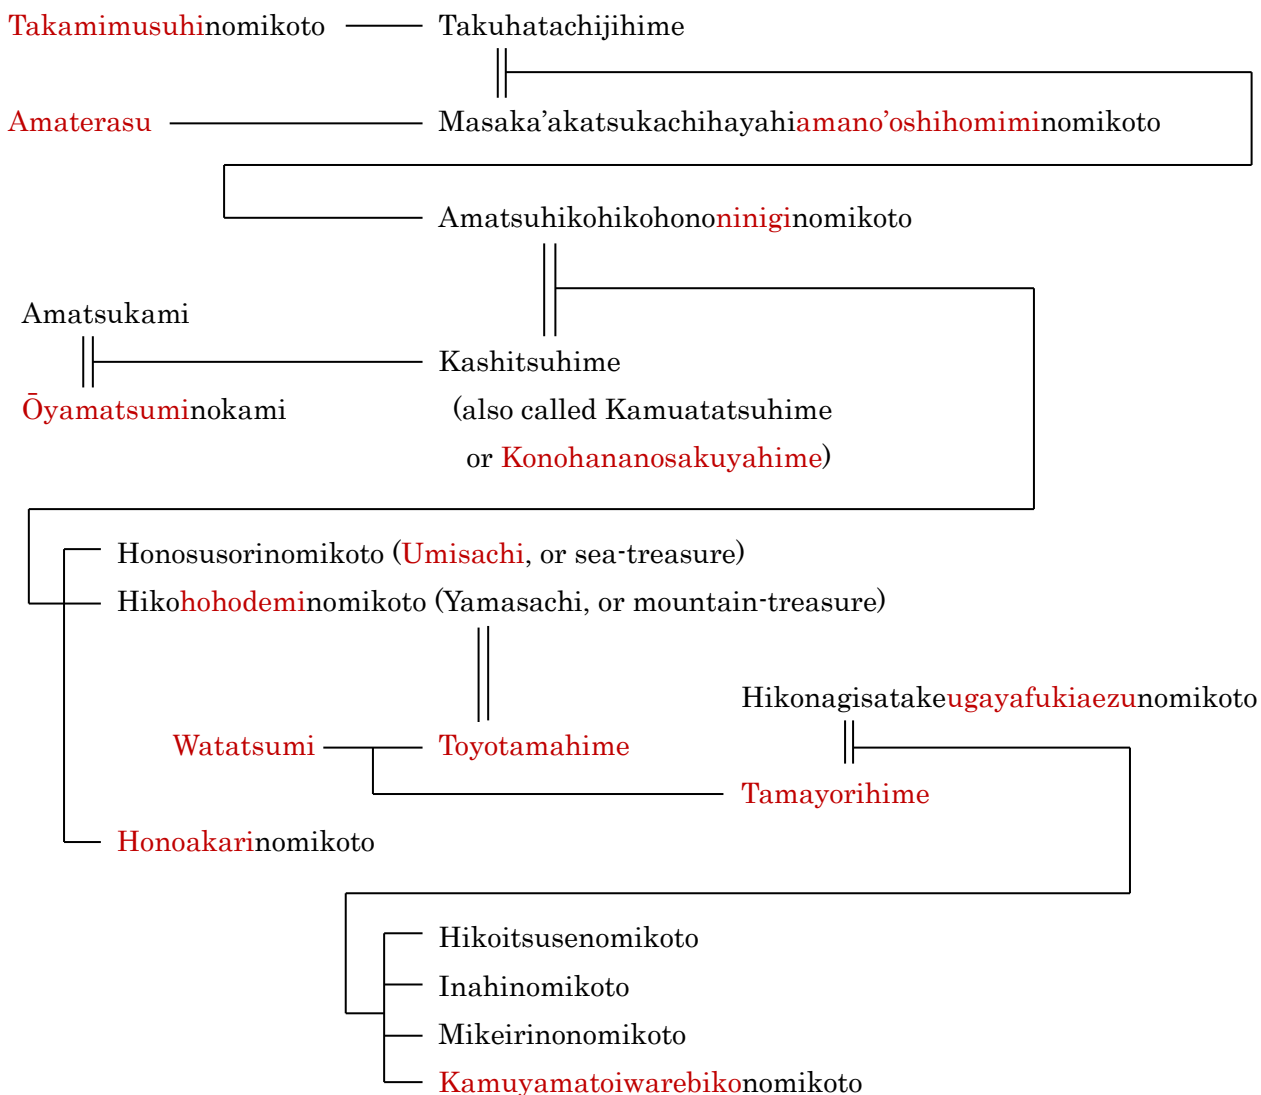 Takamimusuhinomikoto
Takuhatachijihime
Amaterasu
Masaka’akatsukachihayahiamano’oshihomiminomikoto
Amatsuhikohikohononiniginomikoto
Amatsukami
Kashitsuhime
Ōyamatsuminokami
(also called Kamuatatsuhime
or Konohananosakuyahime)
Honosusorinomikoto (Umisachi, or sea-treasure)
Hikohohodeminomikoto (Yamasachi, or mountain-treasure)
Hikonagisatakeugayafukiaezunomikoto
Watatsumi
Toyotamahime
Tamayorihime
Honoakarinomikoto
Hikoitsusenomikoto
Inahinomikoto
Mikeirinonomikoto
Kamuyamatoiwarebikonomikoto